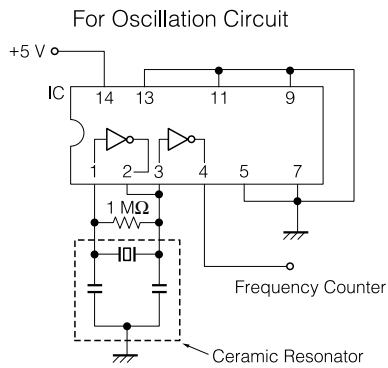 For Oscillation Circuit
+5 V
IC
14 13 11 9
1 2 3 4 5 7
1 MΩ
Frequency Counter
Ceramic Resonator